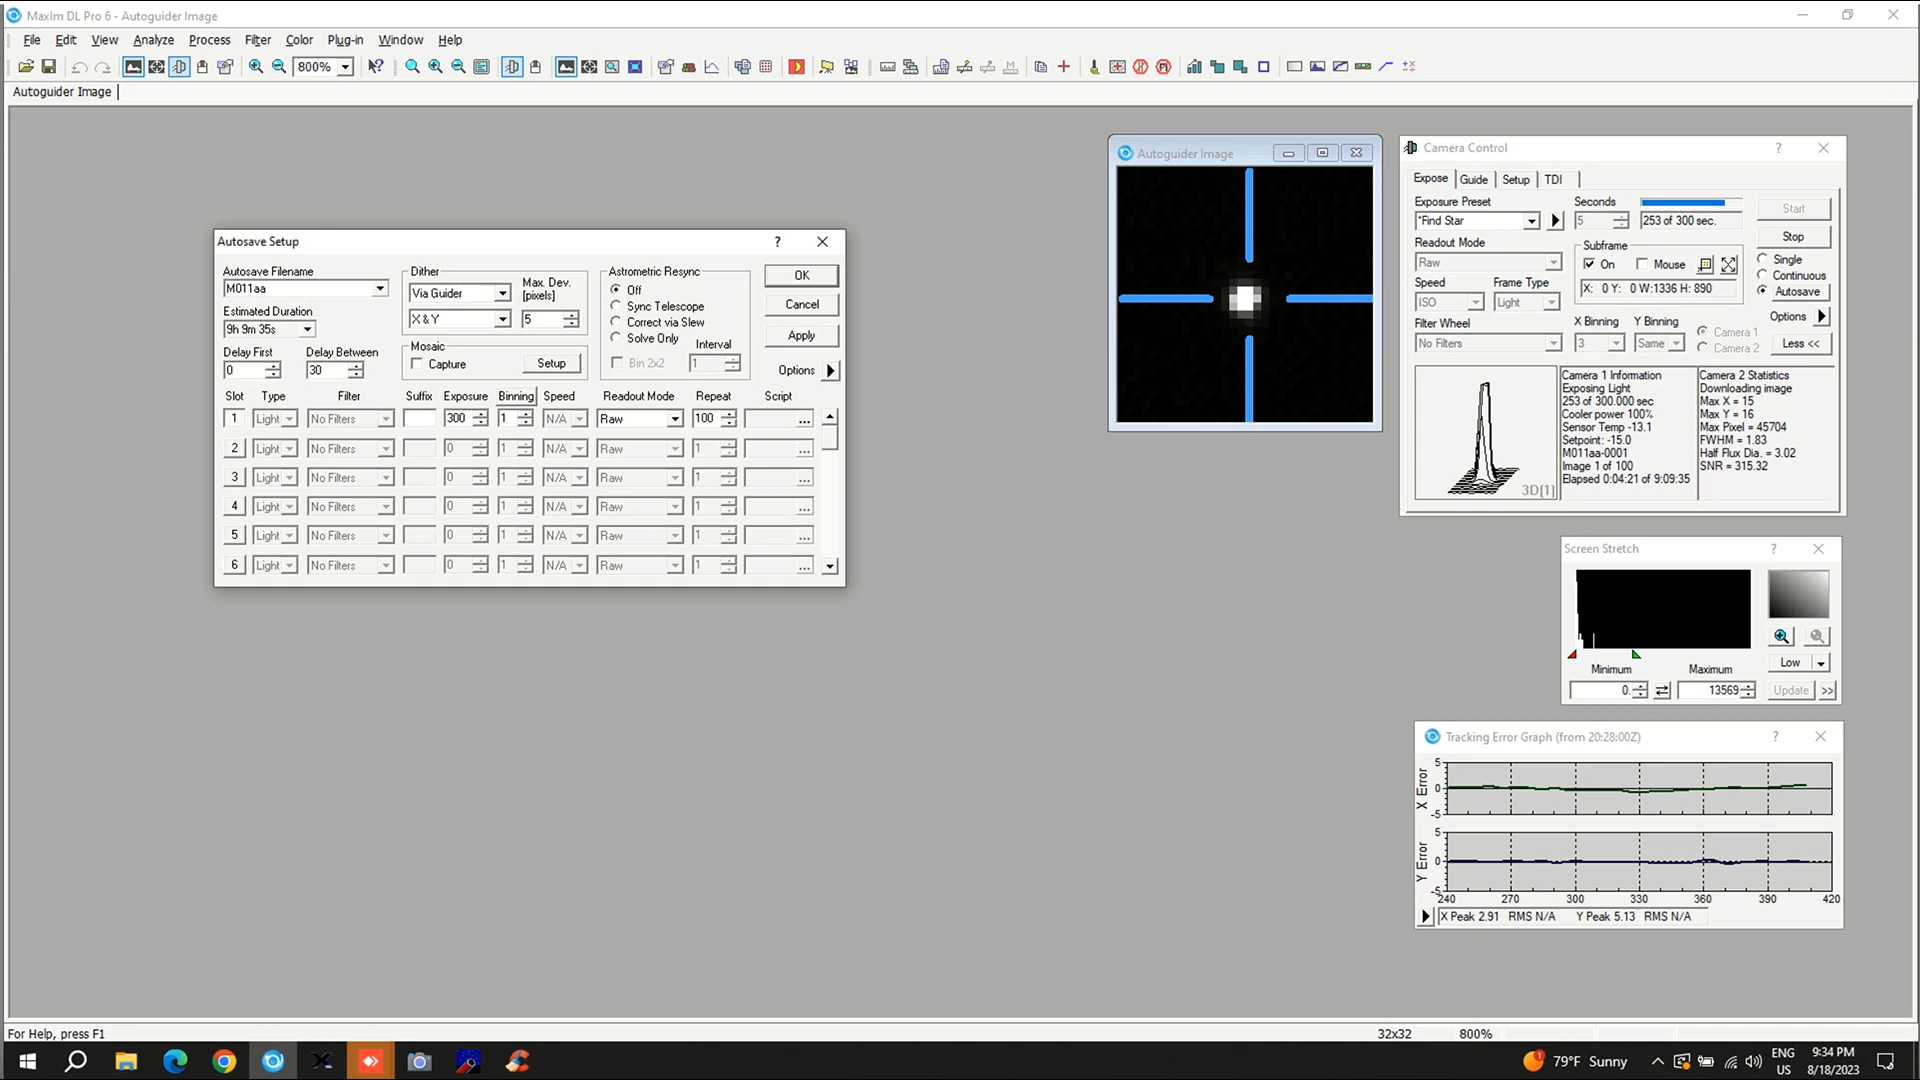 MaxIm DL Pro 6 - Autoguider Image
File Edit View Analyze Process Filter Color Plug-in Window Help
800%
Autoguider Image
Autosave Setup ?
Autosave Filename
M011aa
Estimated Duration
9h 9m 35s
Delay First Delay Between
0 30
Dither
Via Guider
X & Y
Max. Dev.
[pixels]
5
Mosaic
Capture Setup
Astrometric Resync
Off
Sync Telescope
Correct via Slew
Solve Only
Interval
Bin 2x2 1
OK
Cancel
Apply
Options
Slot Type Filter Suffix Exposure Binning Speed Readout Mode Repeat Script
1 Light No Filters 300 1 N/A Raw 100 ...
2 Light No Filters 0 1 N/A Raw 1 ...
3 Light No Filters 0 1 N/A Raw 1 ...
4 Light No Filters 0 1 N/A Raw 1 ...
5 Light No Filters 0 1 N/A Raw 1 ...
6 Light No Filters 0 1 N/A Raw 1 ...
Autoguider Image
Camera Control ?
Expose Guide Setup TDI
Exposure Preset Seconds
*Find Star 5 253 of 300 sec. Start
Readout Mode
Raw
Subframe
On Mouse
X: 0 Y: 0 W:1336 H: 890
Stop
Single
Continuous
Autosave
Options
Speed Frame Type
ISO Light
Filter Wheel X Binning Y Binning
No Filters 3 Same
Camera 1
Camera 2
Less <<
3D[1]
Camera 1 Information
Exposing Light
253 of 300.000 sec
Cooler power 100%
Sensor Temp -13.1
Setpoint: -15.0
M011aa-0001
Image 1 of 100
Elapsed 0:04:21 of 9:09:35
Camera 2 Statistics
Downloading image
Max X = 15
Max Y = 16
Max Pixel = 45704
FWHM = 1.83
Half Flux Dia. = 3.02
SNR = 315.32
Screen Stretch ?
Low
Minimum Maximum
0. 13569 Update >>
Tracking Error Graph (from 20:28:00Z) ?
X Error
5
0
-5
Y Error
5
0
-5
240 270 300 330 360 390 420
X Peak 2.91 RMS N/A Y Peak 5.13 RMS N/A
For Help, press F1
32x32 800%
1
79°F Sunny
ENG
US
9:34 PM
8/18/2023